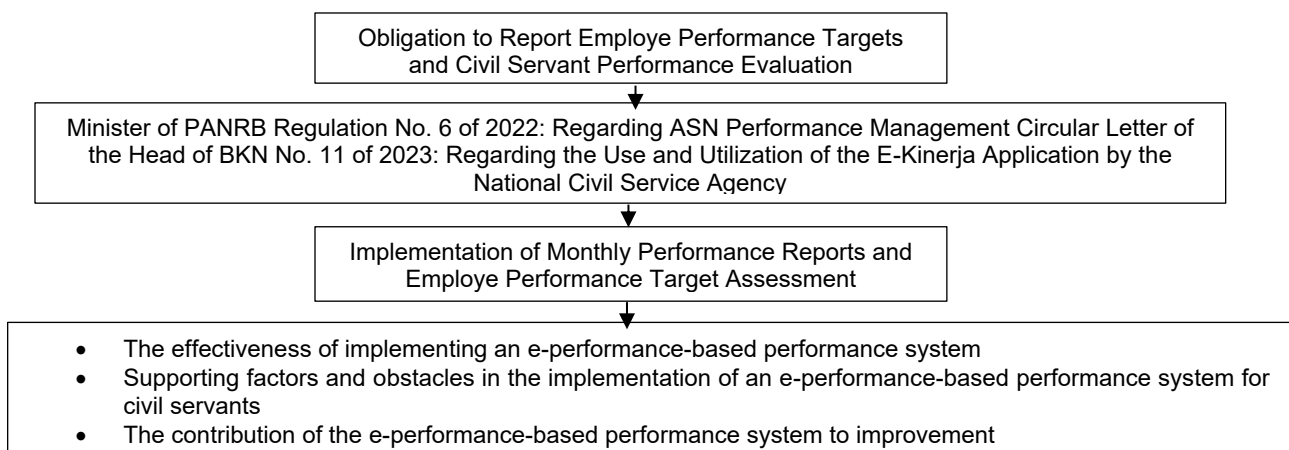 Obligation to Report Employe Performance Targets
and Civil Servant Performance Evaluation
Minister of PANRB Regulation No. 6 of 2022: Regarding ASN Performance Management Circular Letter of
the Head of BKN No. 11 of 2023: Regarding the Use and Utilization of the E-Kinerja Application by the
National Civil Service Agency
Implementation of Monthly Performance Reports and
Employe Performance Target Assessment
• The effectiveness of implementing an e-performance-based performance system
• Supporting factors and obstacles in the implementation of an e-performance-based performance system for
civil servants
• The contribution of the e-performance-based performance system to improvement